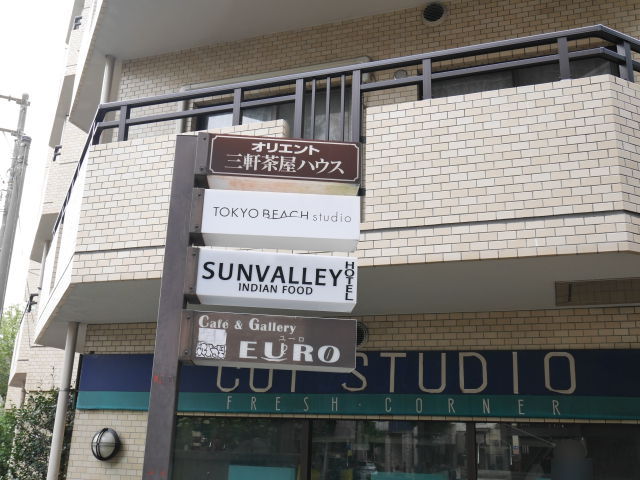 オリエント
三軒茶屋ハウス
TOKYO BEACH studio
SUNVALLEY HOTEL
INDIAN FOOD
Café & Gallery
ユーロ
EURO
CUT STUDIO
FRESH・CORNER